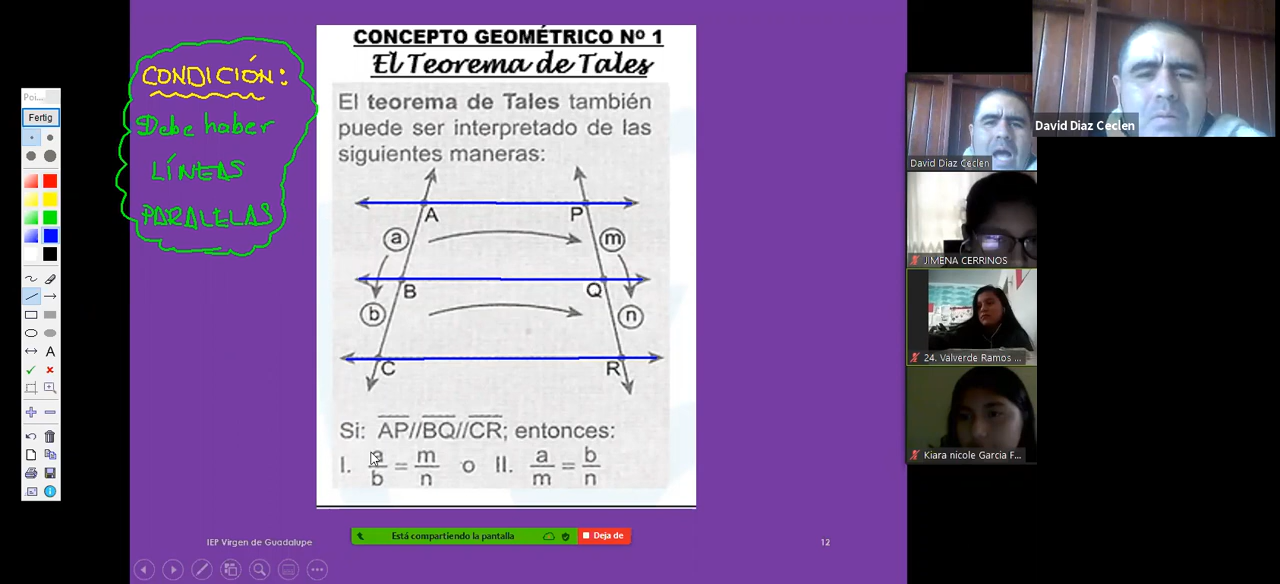 CONDICIÓN:
Debe haber
LÍNEAS
PARALELAS
CONCEPTO GEOMÉTRICO Nº 1
El Teorema de Tales
El teorema de Tales también
puede ser interpretado de las
siguientes maneras:
A P
a m
B Q
b n
C R
Si: AP//BQ//CR; entonces:
I. a/b = m/n o II. a/m = b/n
IEP Virgen de Guadalupe
12
Está compartiendo la pantalla
Deja de
Poi...
Fertig
A
David Diaz Ceclen
David Diaz Ceclen
JIMENA CERRINOS
24. Valverde Ramos ...
Kiara nicole Garcia F...